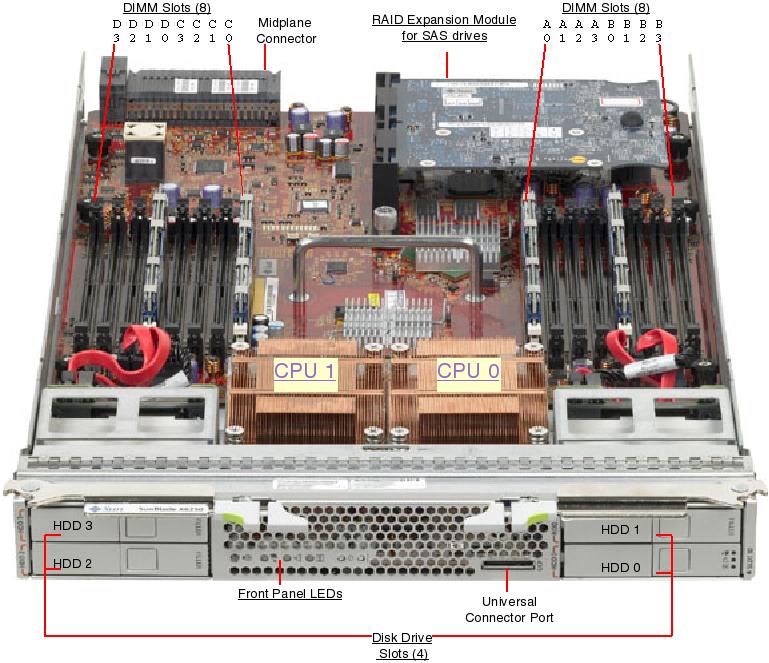 DIMM Slots (8)
D D D D C C C C
3 2 1 0 3 2 1 0
Midplane
Connector
RAID Expansion Module
for SAS drives
DIMM Slots (8)
A A A A B B B B
0 1 2 3 0 1 2 3
CPU 1
CPU 0
HDD 3
HDD 2
HDD 1
HDD 0
Front Panel LEDs
Universal
Connector Port
Disk Drive
Slots (4)